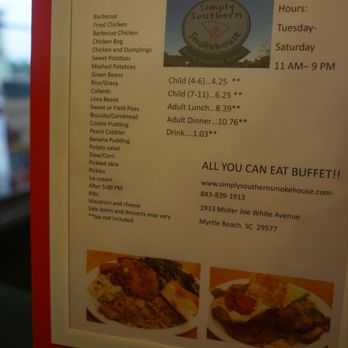 Barbecue
Fried Chicken
Barbecue Chicken
Chicken Bog
Chicken and Dumplings
Sweet Potatoes
Mashed Potatoes
Green Beans
Rice/Gravy
Collards
Lima Beans
Sweet or Field Peas
Biscuits/Cornbread
Cookie Pudding
Peach Cobbler
Banana Pudding
Potato salad
Slaw/Corn
Pickled okra
Pickles
Ice cream
After 5:00 PM
Ribs
Macaroni and cheese
Side items and desserts may vary
**tax not included
Simply
Southern
Smokehouse
Child (4-6)....4.25 **
Child (7-11)...6.25 **
Adult Lunch...8.39**
Adult Dinner...10.76**
Drink....1.03**
Hours:
Tuesday-
Saturday
11 AM– 9 PM
ALL YOU CAN EAT BUFFET!!
www.simplysouthernsmokehouse.com-
843-839-1913
1913 Mister Joe White Avenue
Myrtle Beach, SC 29577